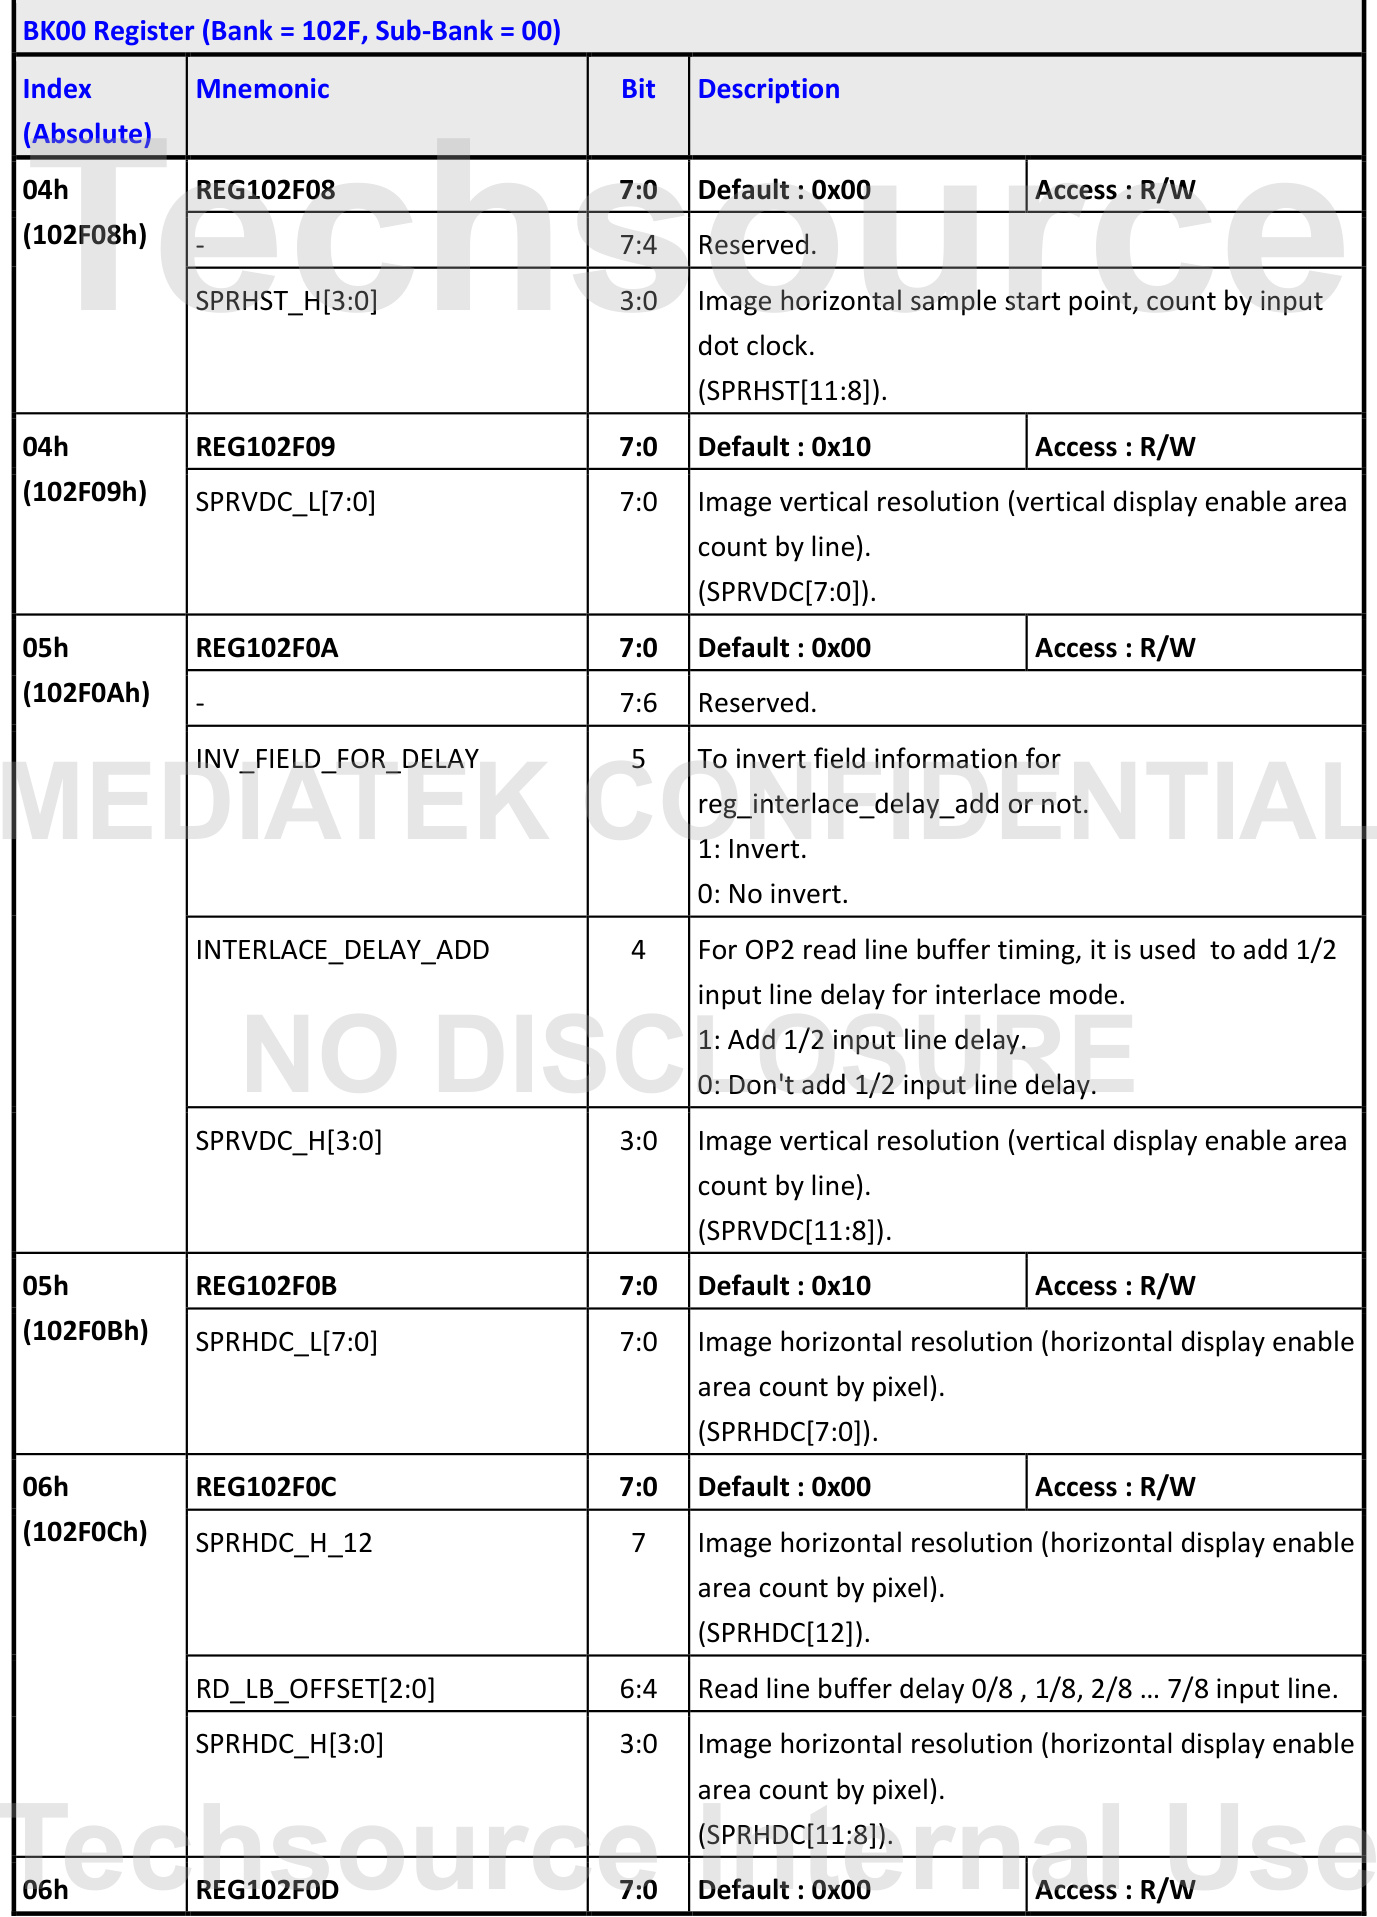 BK00 Register (Bank = 102F, Sub-Bank = 00)
Index (Absolute) Mnemonic Bit Description
04h (102F08h) REG102F08 7:0 Default : 0x00 Access : R/W
- 7:4 Reserved.
SPRHST_H[3:0] 3:0 Image horizontal sample start point, count by input
dot clock.
(SPRHST[11:8]).
04h (102F09h) REG102F09 7:0 Default : 0x10 Access : R/W
SPRVDC_L[7:0] 7:0 Image vertical resolution (vertical display enable area
count by line).
(SPRVDC[7:0]).
05h (102F0Ah) REG102F0A 7:0 Default : 0x00 Access : R/W
- 7:6 Reserved.
INV_FIELD_FOR_DELAY 5 To invert field information for
reg_interlace_delay_add or not.
1: Invert.
0: No invert.
INTERLACE_DELAY_ADD 4 For OP2 read line buffer timing, it is used  to add 1/2
input line delay for interlace mode.
1: Add 1/2 input line delay.
0: Don't add 1/2 input line delay.
SPRVDC_H[3:0] 3:0 Image vertical resolution (vertical display enable area
count by line).
(SPRVDC[11:8]).
05h (102F0Bh) REG102F0B 7:0 Default : 0x10 Access : R/W
SPRHDC_L[7:0] 7:0 Image horizontal resolution (horizontal display enable
area count by pixel).
(SPRHDC[7:0]).
06h (102F0Ch) REG102F0C 7:0 Default : 0x00 Access : R/W
SPRHDC_H_12 7 Image horizontal resolution (horizontal display enable
area count by pixel).
(SPRHDC[12]).
RD_LB_OFFSET[2:0] 6:4 Read line buffer delay 0/8 , 1/8, 2/8 … 7/8 input line.
SPRHDC_H[3:0] 3:0 Image horizontal resolution (horizontal display enable
area count by pixel).
(SPRHDC[11:8]).
06h REG102F0D 7:0 Default : 0x00 Access : R/W
Techsource
MEDIATEK CONFIDENTIAL
NO DISCLOSURE
Techsource Internal Use